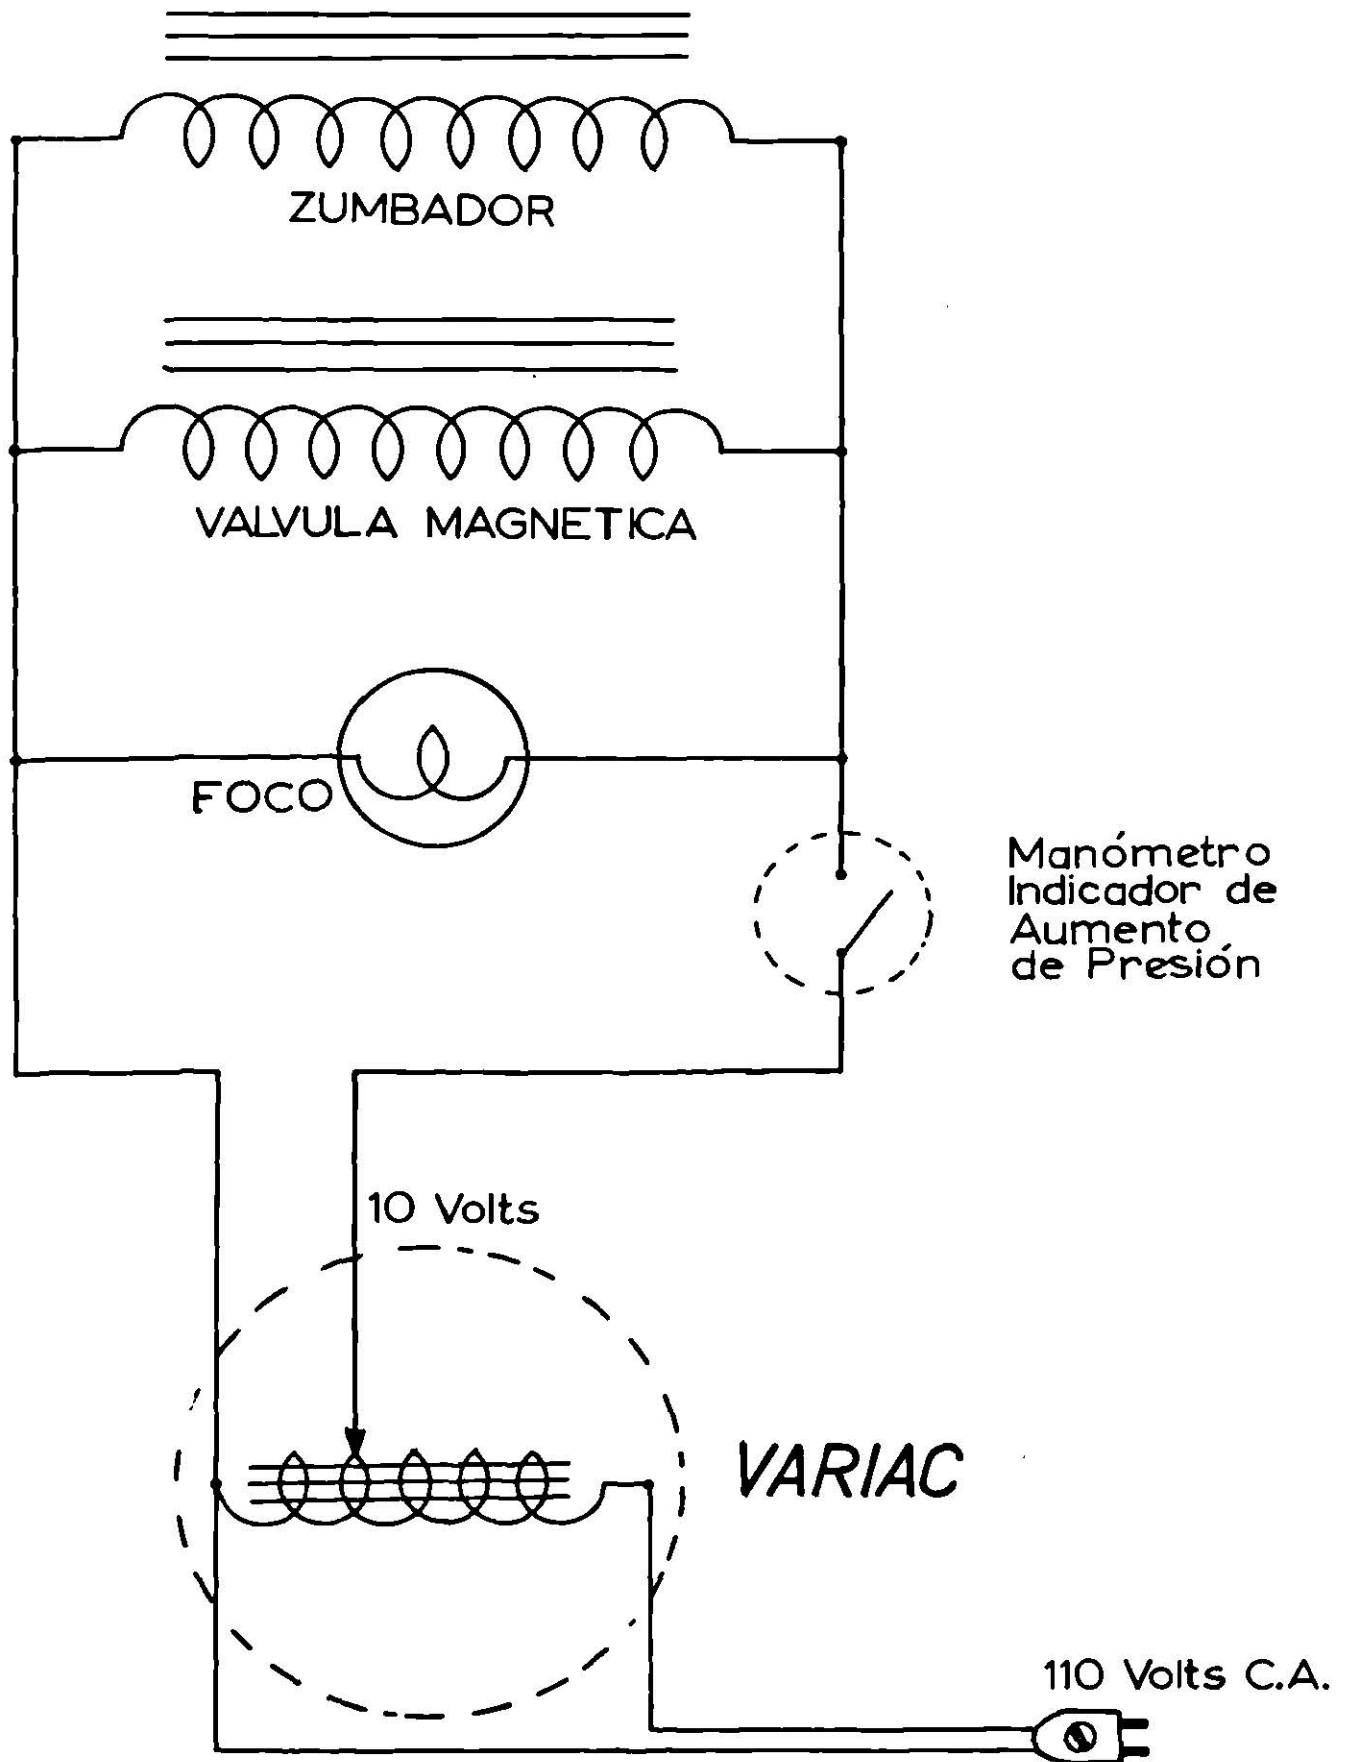 ZUMBADOR
VALVULA MAGNETICA
FOCO
Manómetro
Indicador de
Aumento
de Presión
10 Volts
VARIAC
110 Volts C.A.